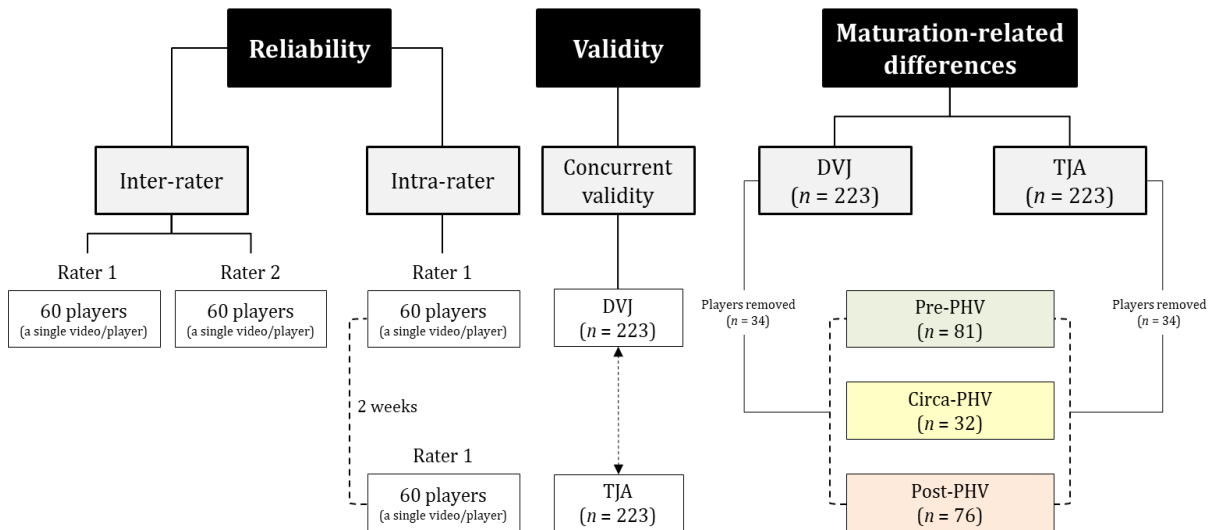 Reliability
Inter-rater
Rater 1
60 players
(a single video/player)
Rater 2
60 players
(a single video/player)
Intra-rater
Rater 1
60 players
(a single video/player)
2 weeks
Rater 1
60 players
(a single video/player)
Validity
Concurrent
validity
DVJ
(n = 223)
TJA
(n = 223)
Maturation-related
differences
DVJ
(n = 223)
TJA
(n = 223)
Players removed
(n = 34)
Pre-PHV
(n = 81)
Circa-PHV
(n = 32)
Post-PHV
(n = 76)
Players removed
(n = 34)